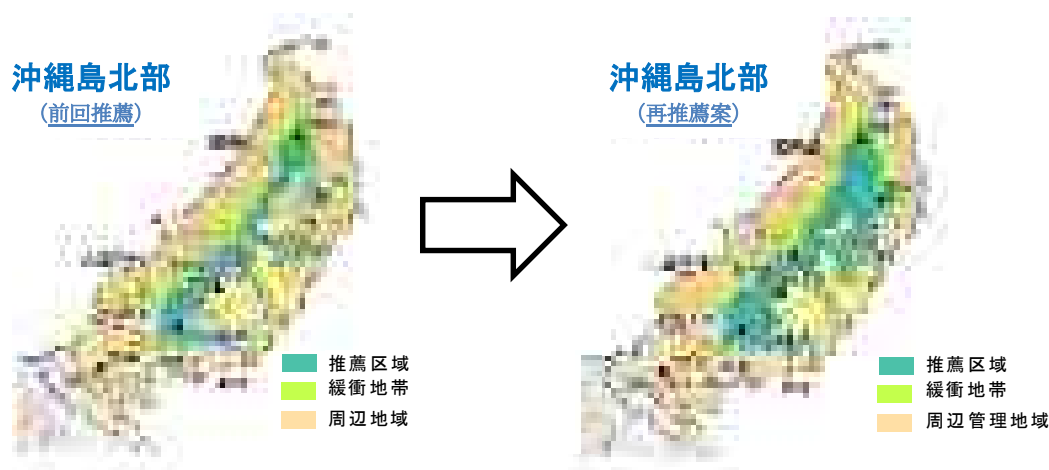 沖縄島北部
（前回推薦）
推薦区域
緩衝地帯
周辺地域
沖縄島北部
（再推薦案）
推薦区域
緩衝地帯
周辺管理地域